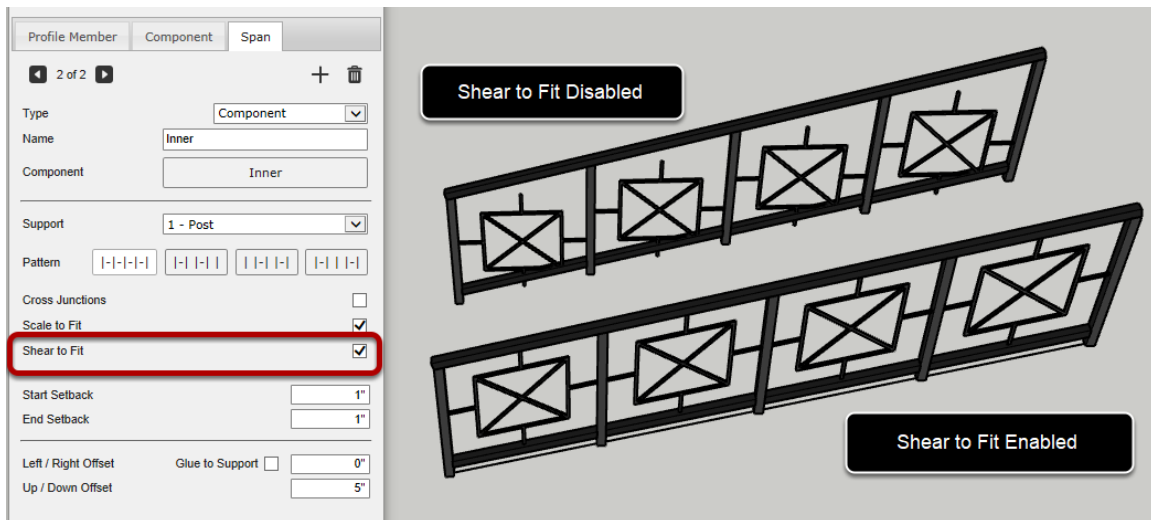 Profile Member Component Span
2 of 2
Type Component
Name Inner
Component Inner
Support 1 - Post
Pattern |-|-|-|-| |-| |-| | | |-| |-| |-| | |-|
Cross Junctions
Scale to Fit
Shear to Fit
Start Setback 1"
End Setback 1"
Left / Right Offset Glue to Support 0"
Up / Down Offset 5"
Shear to Fit Disabled
Shear to Fit Enabled